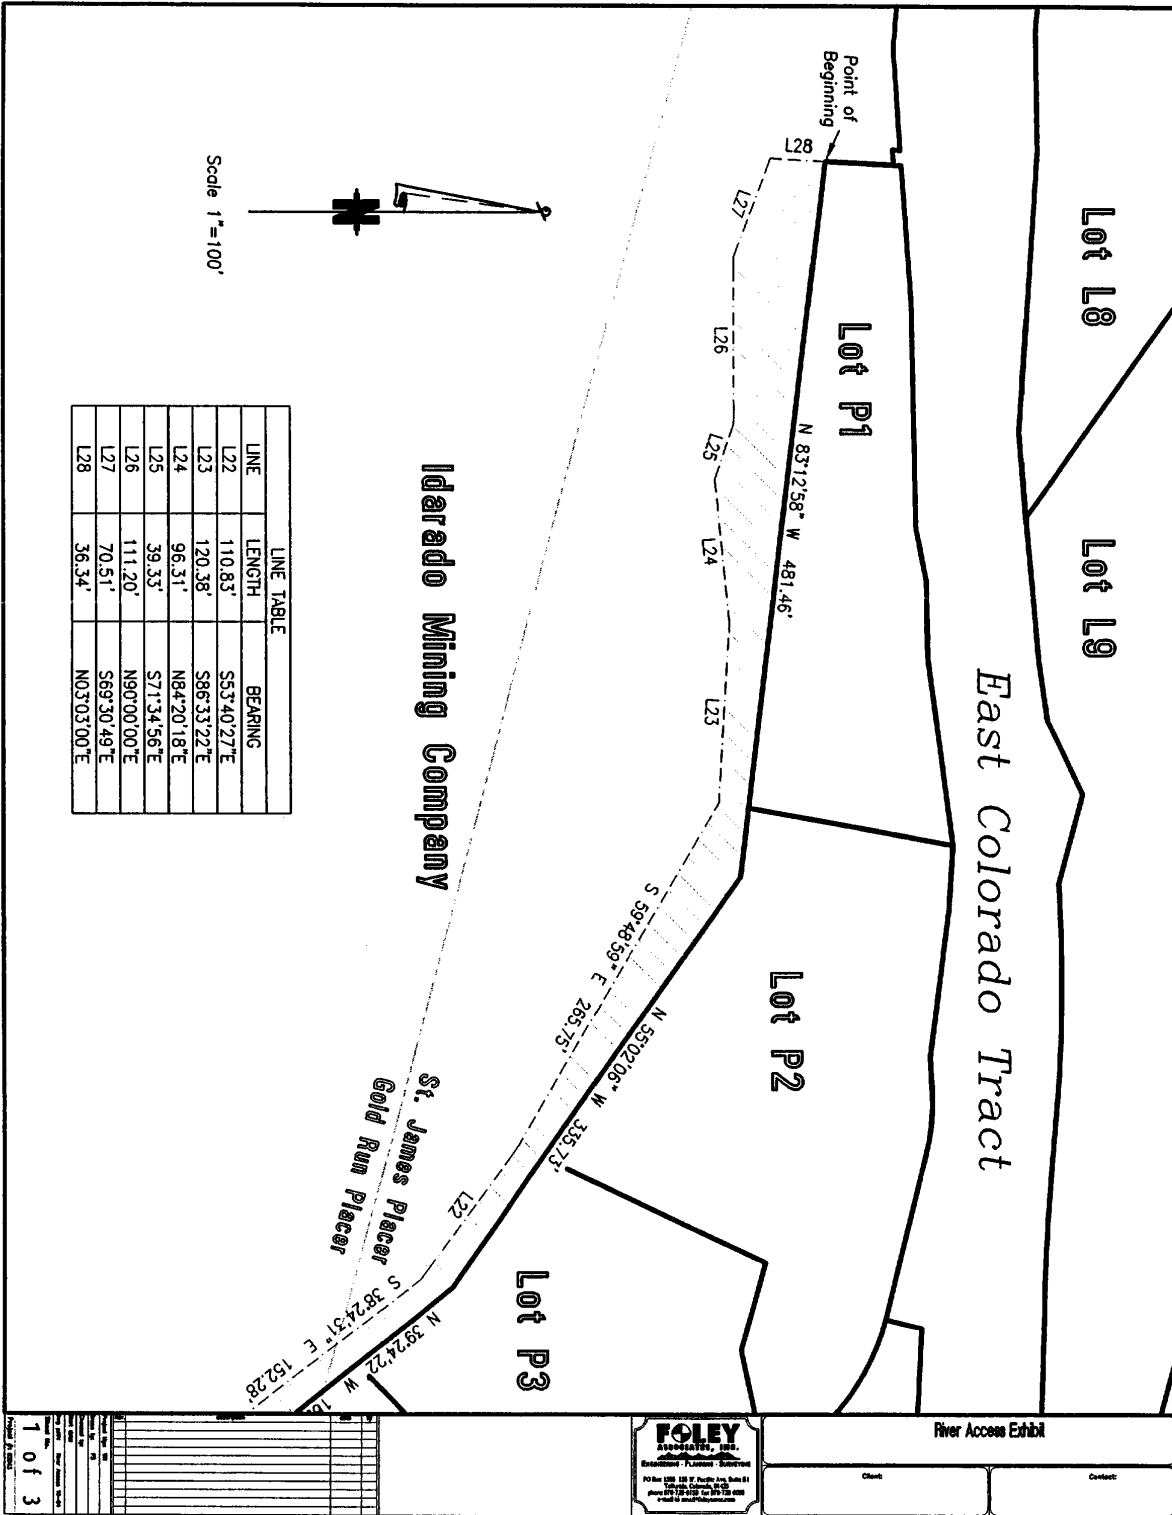 Lot L8
Lot L9
East Colorado Tract
Point of
Beginning
L28
L27
Lot P1
N 83°12'58" W 481.46'
L26
L25
L24
L23
Lot P2
S 59°48'59" E 265.75'
N 55°02'06" W 335.73'
L22
Lot P3
S 38°24'31" E 152.28'
N 39°24'22 W
Idarado Mining Company
St. James Placer
Gold Run Placer
Scale 1"=100'
N
LINE TABLE
LINE LENGTH BEARING
L22 110.83' S53°40'27"E
L23 120.38' S86°33'22"E
L24 96.31' N84°20'18"E
L25 39.33' S71°34'56"E
L26 111.20' N90°00'00"E
L27 70.51' S69°30'49"E
L28 36.34' N03°03'00"E
River Access Exhibit
Client:
Contact:
FOLEY
ASSOCIATES, INC.
ENGINEERING · PLANNING · SURVEYING
1 of 3